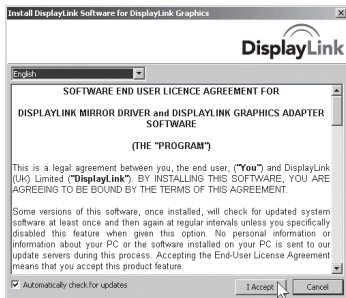 Install DisplayLink Software for DisplayLink Graphics
DisplayLink
English
SOFTWARE END USER LICENCE AGREEMENT FOR
DISPLAYLINK MIRROR DRIVER and DISPLAYLINK GRAPHICS ADAPTER
SOFTWARE
(THE "PROGRAM")
This is a legal agreement between you, the end user, ("You") and DisplayLink
(UK) Limited ("DisplayLink"). BY INSTALLING THIS SOFTWARE, YOU ARE
AGREEING TO BE BOUND BY THE TERMS OF THIS AGREEMENT.
Some versions of this software, once installed, will check for updated system
software at least once and then again at regular intervals unless you specifically
disabled this feature when given this option. No personal information or
information about your PC or the software installed on your PC is sent to our
update servers during this process. Accepting the End-User Licence Agreement
means that you accept this product feature.
Automatically check for updates
I Accept
Cancel